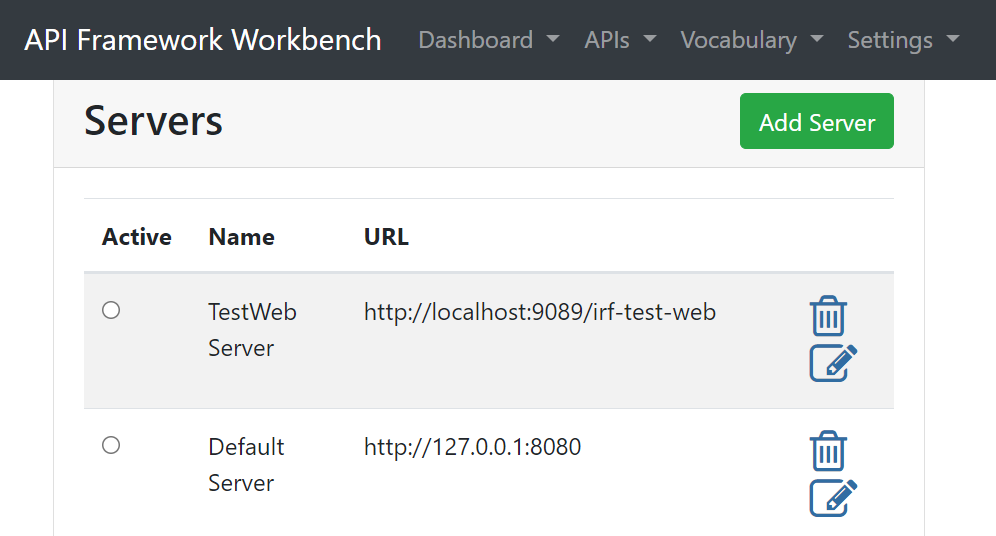 API Framework Workbench Dashboard APIs Vocabulary Settings
Servers Add Server
Active Name URL
TestWeb http://localhost:9089/irf-test-web
Server
Default http://127.0.0.1:8080
Server